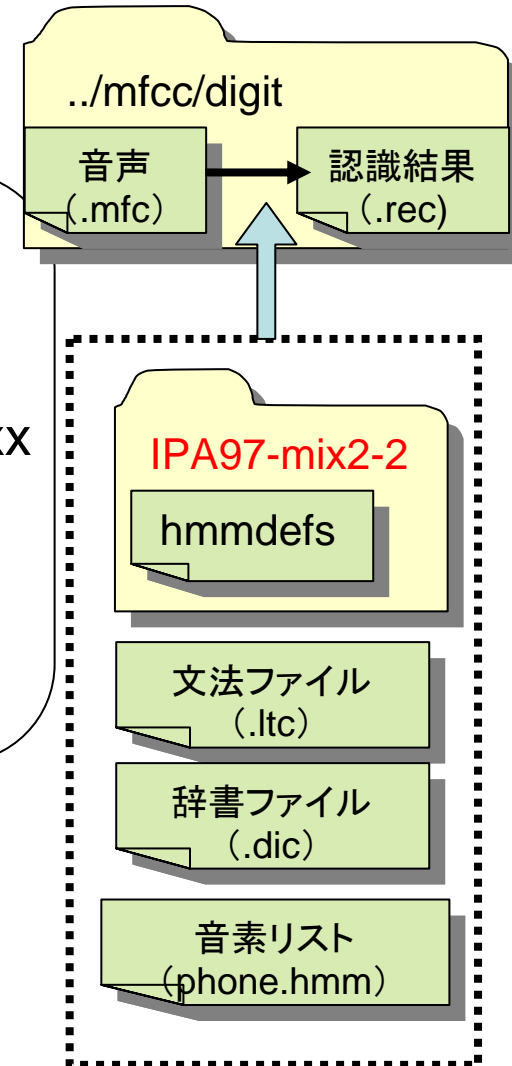 ../mfcc/digit
音声
（.mfc）
認識結果
（.rec)
xx
IPA97-mix2-2
hmmdefs
文法ファイル
（.ltc）
辞書ファイル
（.dic）
音素リスト
（phone.hmm）